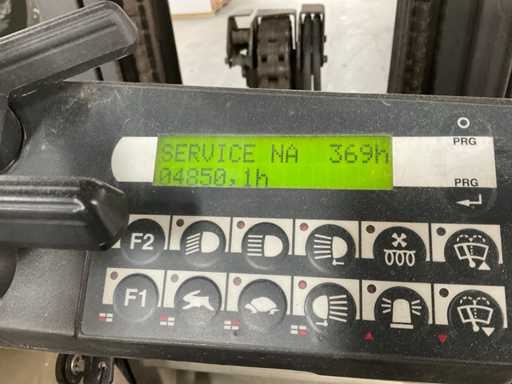 PRG
SERVICE NA 369h
04850,1h
PRG
F2
F1